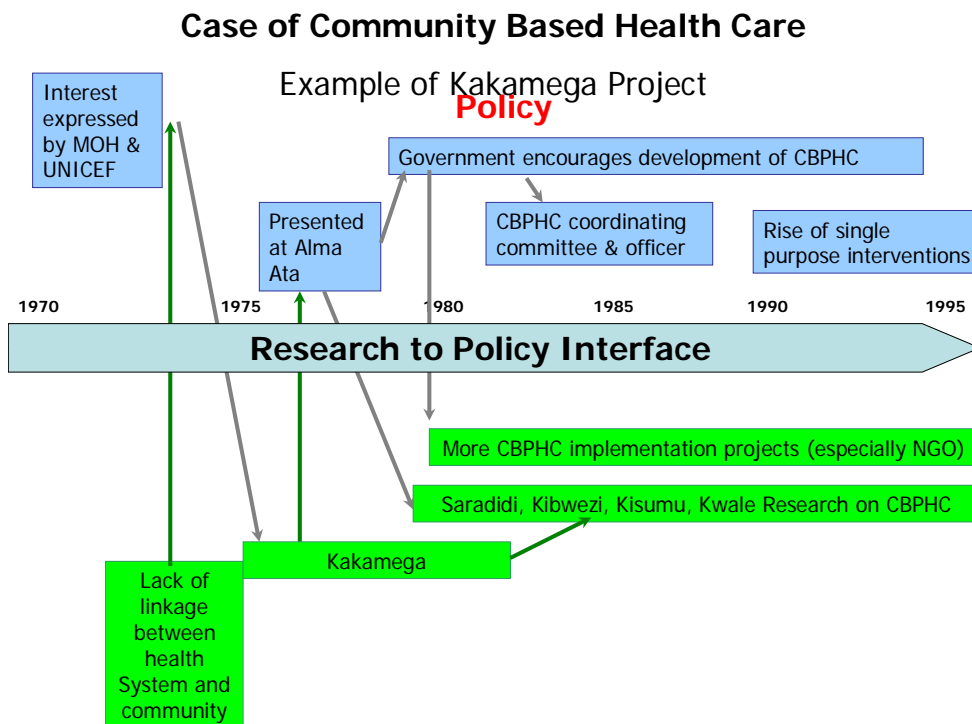 Case of Community Based Health Care
Example of Kakamega Project
Policy
Interest
expressed
by MOH &
UNICEF
Government encourages development of CBPHC
Presented
at Alma
Ata
CBPHC coordinating
committee & officer
Rise of single
purpose interventions
1970 1975 1980 1985 1990 1995
Research to Policy Interface
More CBPHC implementation projects (especially NGO)
Saradidi, Kibwezi, Kisumu, Kwale Research on CBPHC
Kakamega
Lack of
linkage
between
health
System and
community